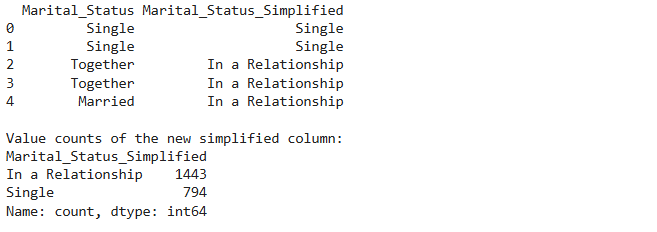 Marital_Status Marital_Status_Simplified
0 Single Single
1 Single Single
2 Together In a Relationship
3 Together In a Relationship
4 Married In a Relationship
Value counts of the new simplified column:
Marital_Status_Simplified
In a Relationship 1443
Single 794
Name: count, dtype: int64